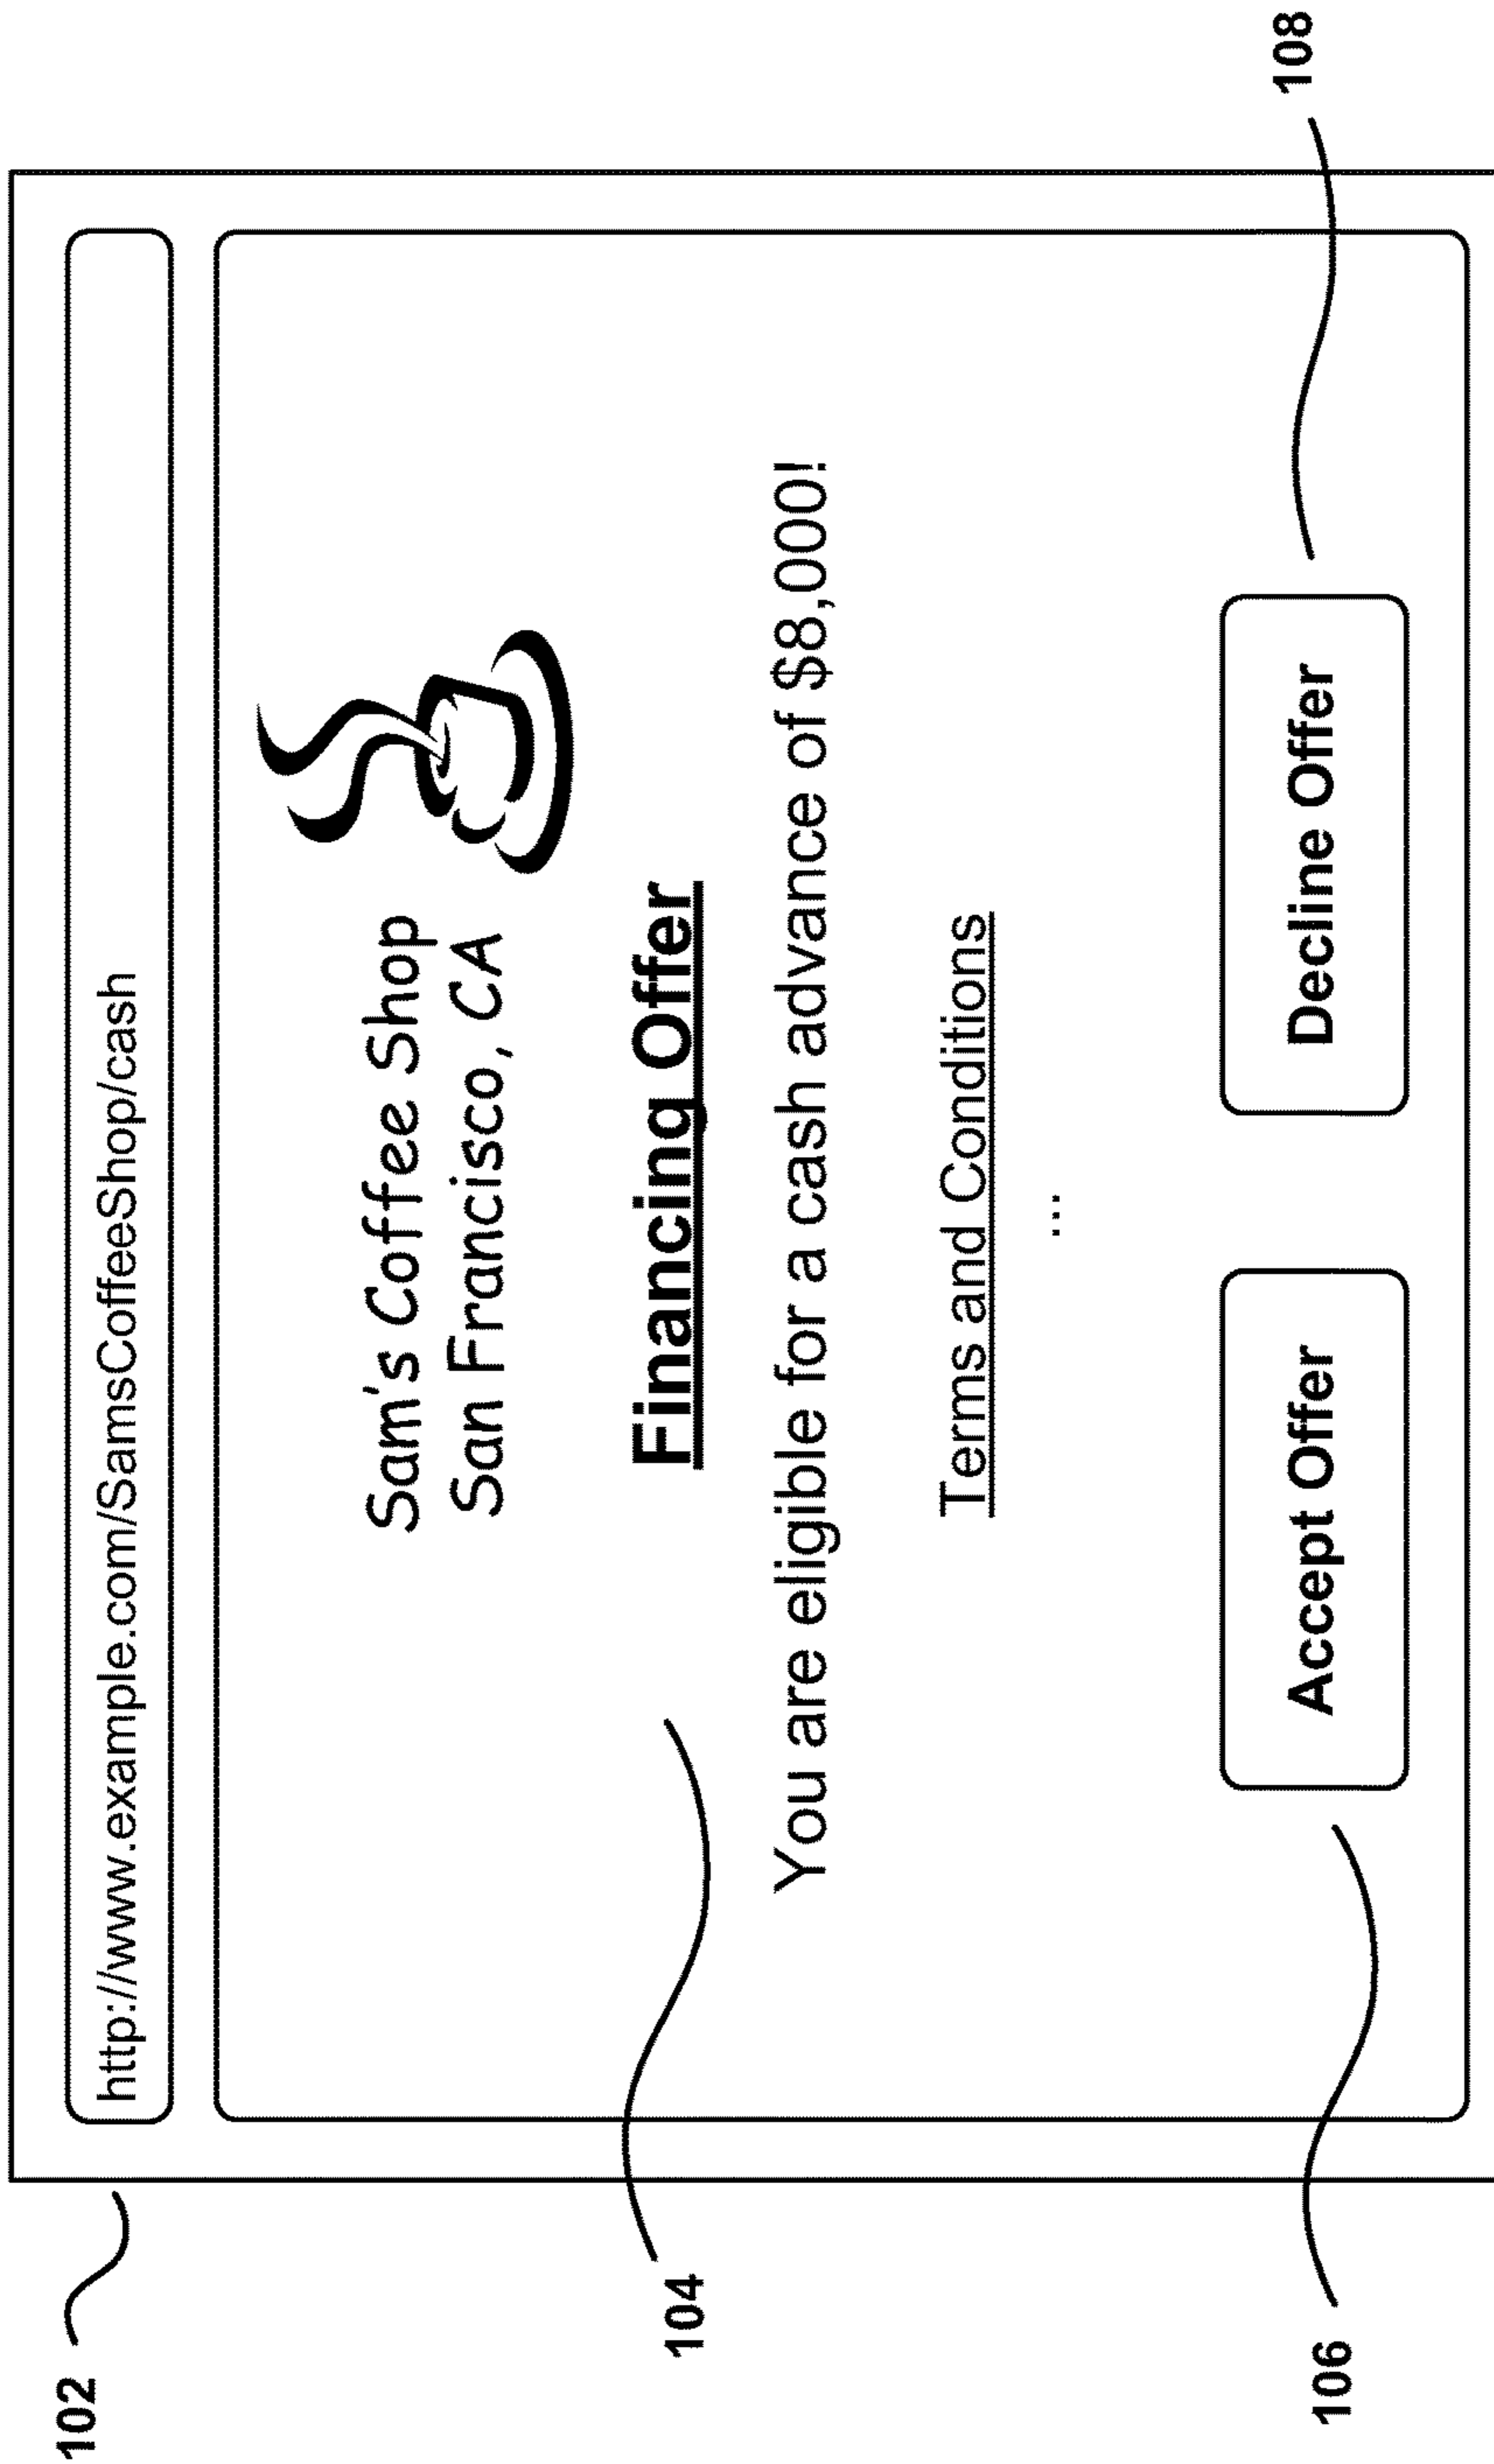 102
http://www.example.com/SamsCoffeeShop/cash
Sam's Coffee Shop
San Francisco, CA
104
Financing Offer
You are eligible for a cash advance of $8,000!
Terms and Conditions
...
106
Accept Offer
Decline Offer
108